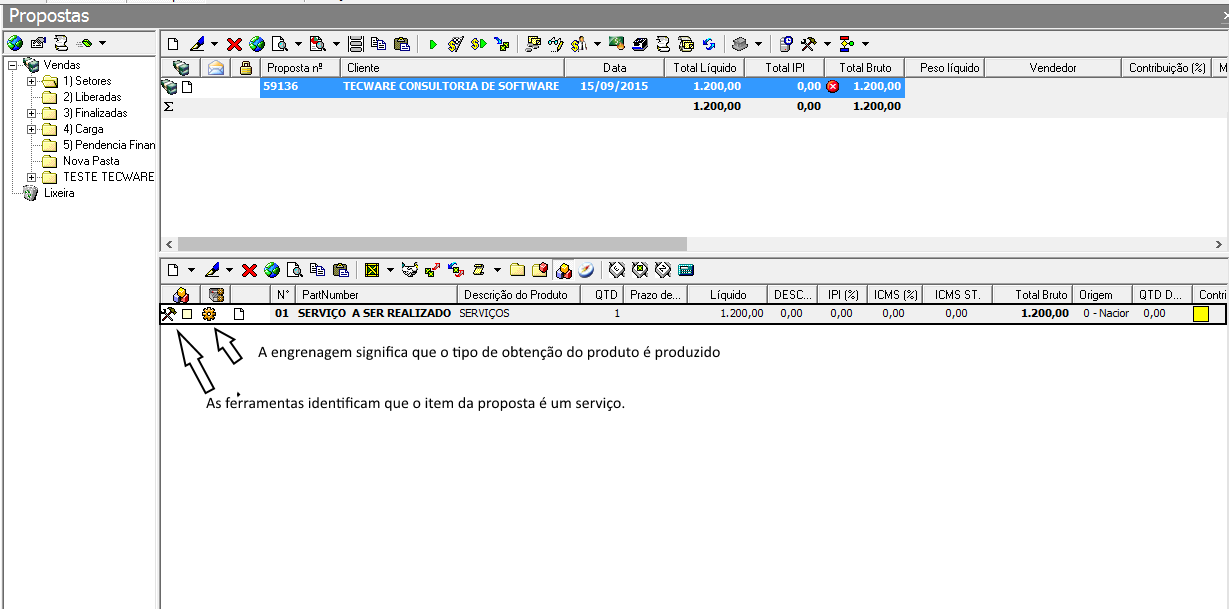 Propostas
Vendas
1) Setores
2) Liberadas
3) Finalizadas
4) Carga
5) Pendencia Finan
Nova Pasta
TESTE TECWARE
Lixeira
Proposta nº Cliente Data Total Líquido Total IPI Total Bruto Peso líquido Vendedor Contribuição (%) M
59136 TECWARE CONSULTORIA DE SOFTWARE 15/09/2015 1.200,00 0,00 1.200,00
Σ 1.200,00 0,00 1.200,00
N° PartNumber Descrição do Produto QTD Prazo de... Líquido DESC... IPI (%) ICMS (%) ICMS ST. Total Bruto Origem QTD D... Contri
01 SERVIÇO A SER REALIZADO SERVIÇOS 1 1.200,00 0,00 0,00 0,00 0,00 1.200,00 0 - Nacior 0,00
A engrenagem significa que o tipo de obtenção do produto é produzido
As ferramentas identificam que o item da proposta é um serviço.